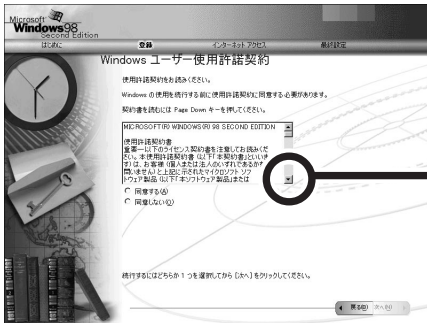 Microsoft
Windows98
Second Edition
はじめに 登録 インターネット アクセス 最終設定
Windows ユーザー使用許諾契約
使用許諾契約をお読みください。
Windows の使用を続行する前に使用許諾契約に同意する必要があります。
契約書を読むには Page Down キーを押してください。
MICROSOFT(R) WINDOWS(R) 98 SECOND EDITION
使用許諾契約書
重要－以下のライセンス契約書を注意してお読みくだ
さい。本使用許諾契約書 (以下｢本契約書｣といいま
す) は、お客様 (個人または法人のいずれであるかを
問いません) と上記に示されたマイクロソフト ソフ
トウェア製品 (以下｢本ソフトウェア製品｣または
同意する(A)
同意しない(Q)
続行するにはどちらか 1 つを選択してから [次へ] をクリックしてください。
戻る(B) 次へ(N)